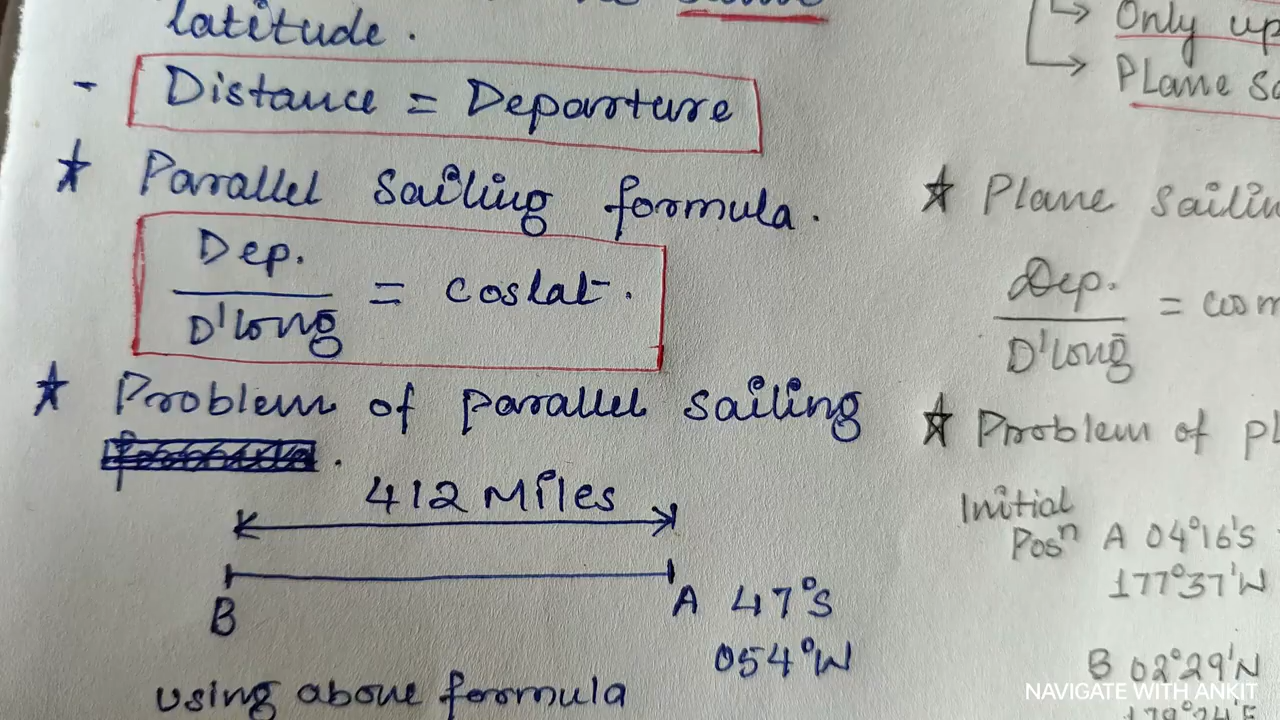 latitude.
- Distance = Departure
★ Parallel sailing formula.
Dep.
D'long
= coslat.
★ Problem of parallel sailing
412 Miles
B
A 47°S
054°W
using above formula
Only up
PLane Sa
★ Plane sailin
Dep.
D'long
= cos m
★ Problem of pl
Initial
Posⁿ A 04°16'S
177°37'W
B 02°29'N
NAVIGATE WITH ANKIT